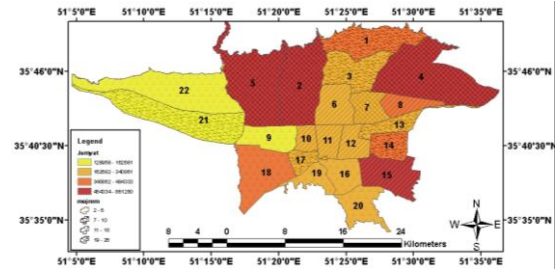 51°5'0"E 51°10'0"E 51°15'0"E 51°20'0"E 51°25'0"E 51°30'0"E 51°35'0"E
35°46'0"N 35°46'0"N
35°40'30"N 35°40'30"N
35°35'0"N 35°35'0"N
1
3
4
5
2
22
6
7
8
21
13
9
10
11
12
14
17
18
19
16
15
20
Legend
Jamyat
majmrm
2 - 6
N
W E
S
8 4 0 8 16 24
Kilometers
51°5'0"E 51°10'0"E 51°15'0"E 51°20'0"E 51°25'0"E 51°30'0"E 51°35'0"E